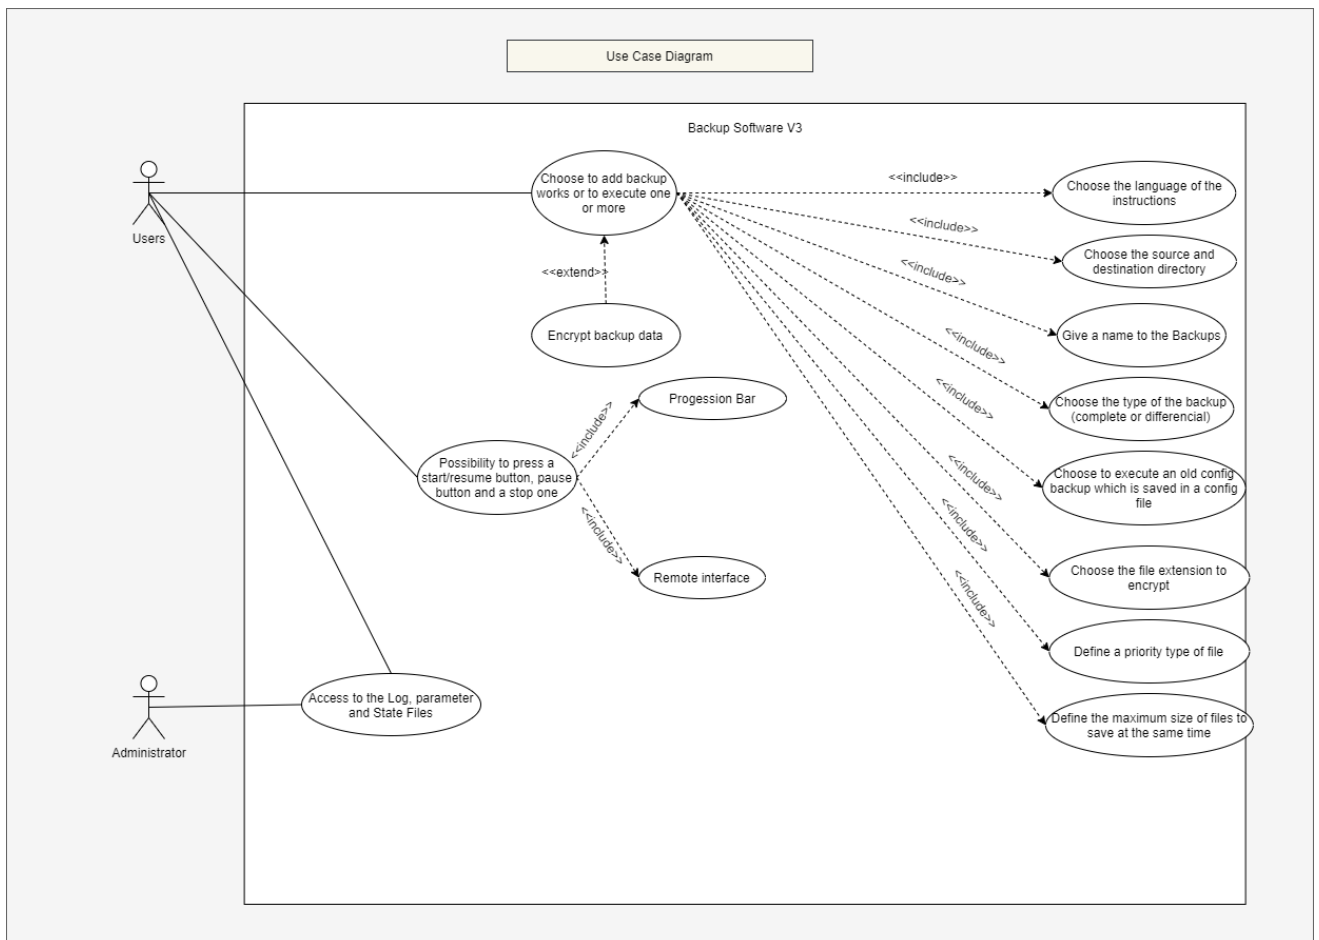 Use Case Diagram
Backup Software V3
Users
Choose to add backup
works or to execute one
or more
<<include>>
Choose the language of the
instructions
<<include>>
Choose the source and
destination directory
<<extend>>
<<include>>
Encrypt backup data
Give a name to the Backups
<<include>>
Choose the type of the backup
(complete or differencial)
<<include>>
Progession Bar
<<include>>
Possibility to press a
start/resume button, pause
button and a stop one
<<include>>
Choose to execute an old config
backup which is saved in a config
file
<<include>>
<<include>>
Remote interface
<<include>>
Choose the file extension to
encrypt
<<include>>
Define a priority type of file
Access to the Log, parameter
and State Files
Define the maximum size of files to
save at the same time
Administrator